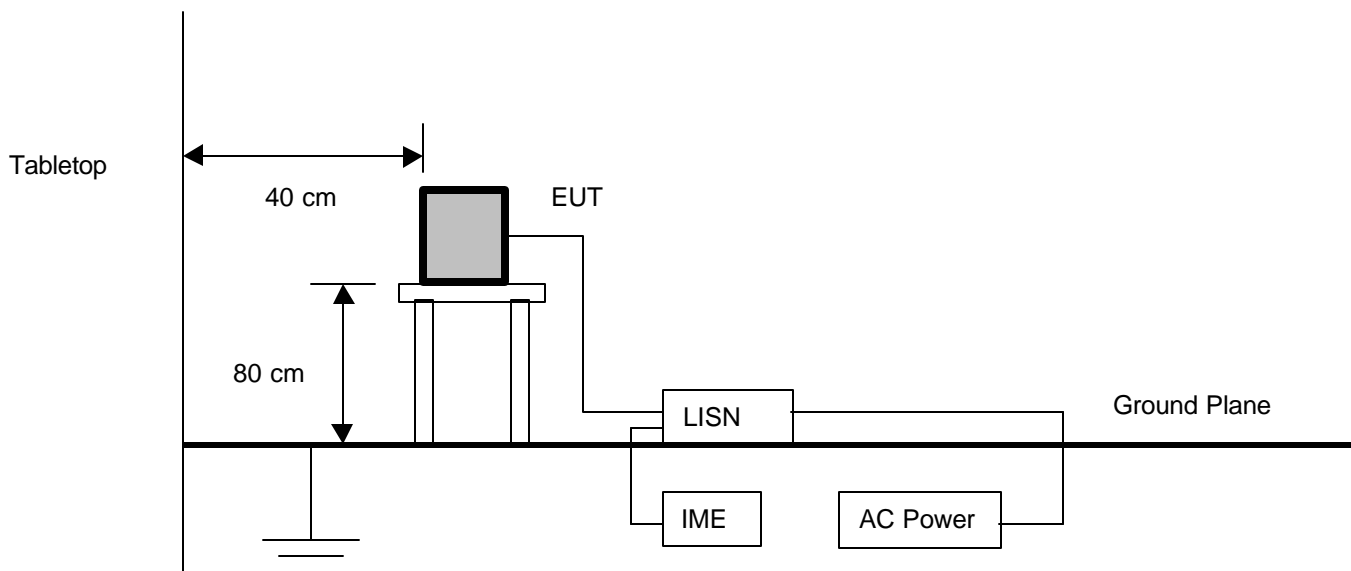 Tabletop
40 cm
EUT
80 cm
LISN
Ground Plane
IME
AC Power